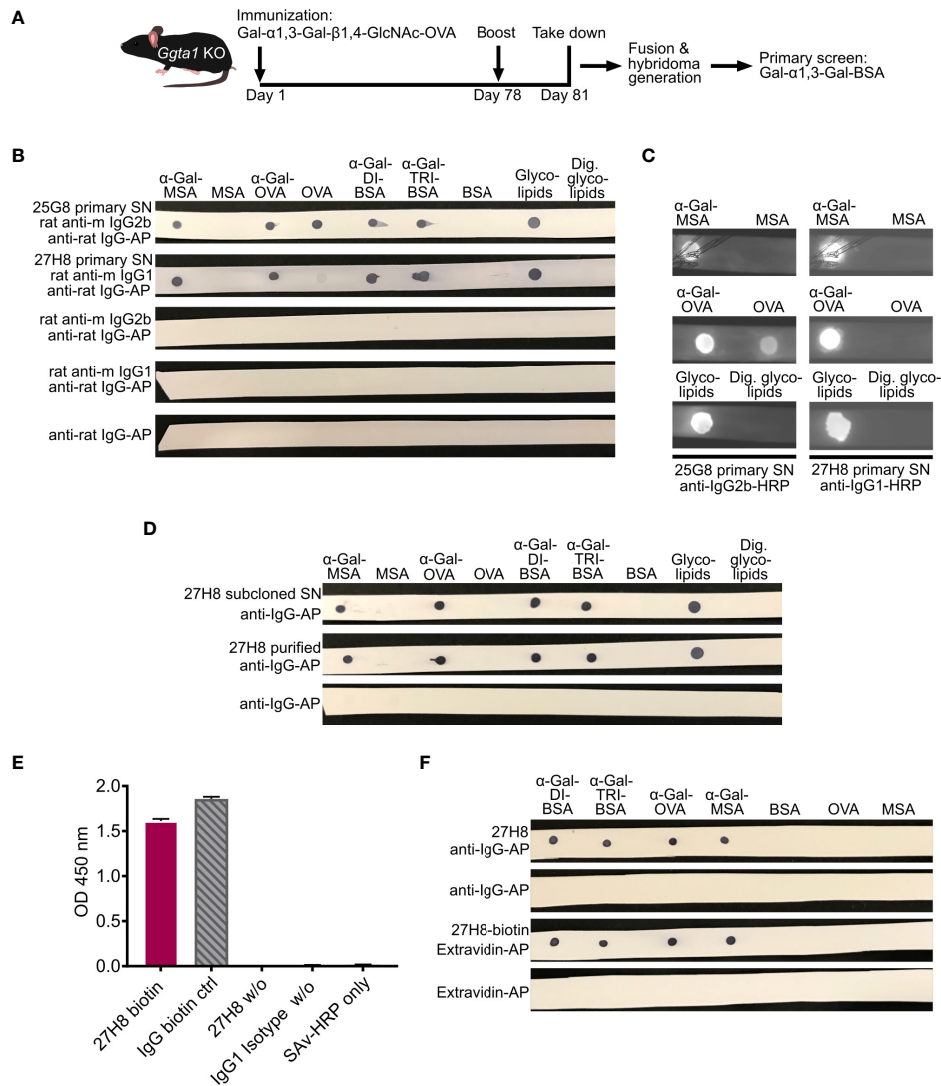 A
Immunization:
Gal-α1,3-Gal-β1,4-GlcNAc-OVA
Boost
Take down
Ggta1 KO
Fusion &
hybridoma
generation
Primary screen:
Gal-α1,3-Gal-BSA
Day 1
Day 78
Day 81
B
α-Gal-
MSA
MSA
α-Gal-
OVA
OVA
α-Gal-
DI-
BSA
α-Gal-
TRI-
BSA
BSA
Glyco-
lipids
Dig.
glyco-
lipids
25G8 primary SN
rat anti-m IgG2b
anti-rat IgG-AP
27H8 primary SN
rat anti-m IgG1
anti-rat IgG-AP
rat anti-m IgG2b
anti-rat IgG-AP
rat anti-m IgG1
anti-rat IgG-AP
anti-rat IgG-AP
C
α-Gal-
MSA
MSA
α-Gal-
MSA
MSA
α-Gal-
OVA
OVA
α-Gal-
OVA
OVA
Glyco-
lipids
Dig. glyco-
lipids
Glyco-
lipids
Dig. glyco-
lipids
25G8 primary SN
anti-IgG2b-HRP
27H8 primary SN
anti-IgG1-HRP
D
α-Gal-
MSA
MSA
α-Gal-
OVA
OVA
α-Gal-
DI-
BSA
α-Gal-
TRI-
BSA
BSA
Glyco-
lipids
Dig.
glyco-
lipids
27H8 subcloned SN
anti-IgG-AP
27H8 purified
anti-IgG-AP
anti-IgG-AP
E
OD 450 nm
2.0
1.5
1.0
0.5
0.0
27H8 biotin
IgG biotin ctrl
27H8 w/o
IgG1 Isotype w/o
SAv-HRP only
F
α-Gal-
DI-
BSA
α-Gal-
TRI-
BSA
α-Gal-
OVA
α-Gal-
MSA
BSA
OVA
MSA
27H8
anti-IgG-AP
anti-IgG-AP
27H8-biotin
Extravidin-AP
Extravidin-AP